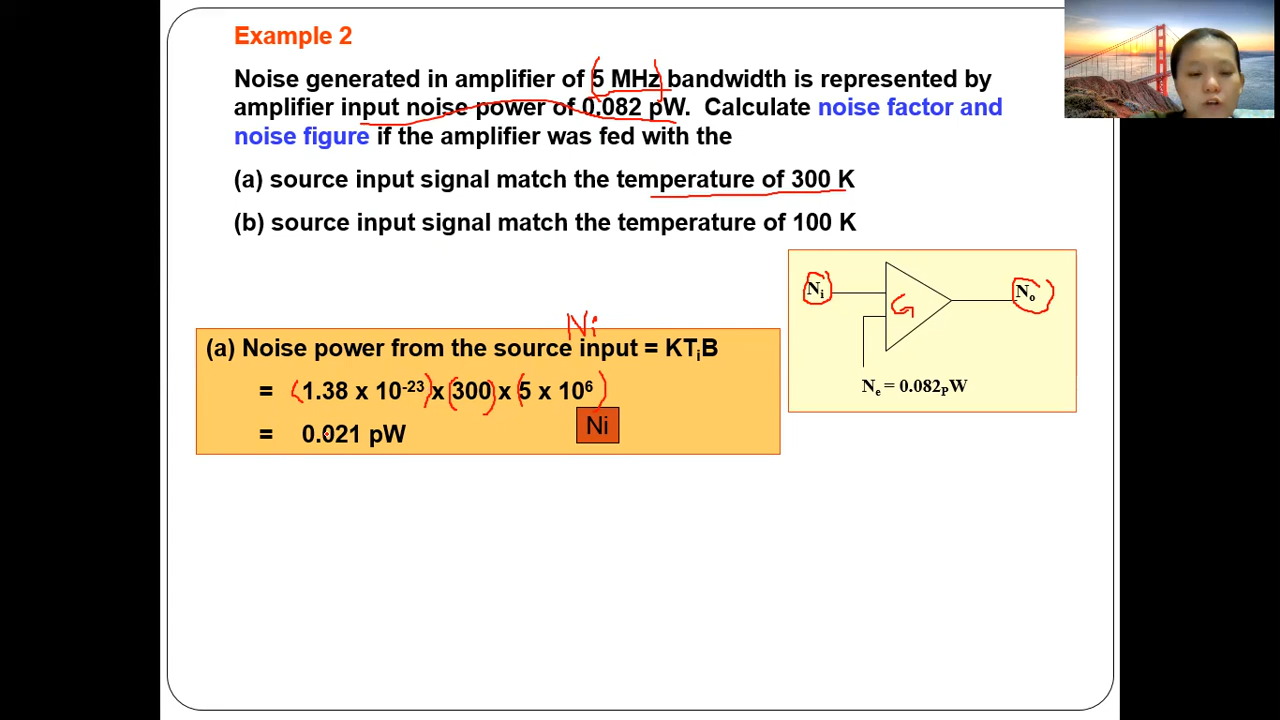 Example 2
Noise generated in amplifier of 5 MHz bandwidth is represented by
amplifier input noise power of 0.082 pW. Calculate noise factor and
noise figure if the amplifier was fed with the
(a) source input signal match the temperature of 300 K
(b) source input signal match the temperature of 100 K
Ni
No
G
Ne = 0.082PW
Ni
(a) Noise power from the source input = KTiB
= (1.38 x 10-23) x (300) x (5 x 106)
= 0.021 pW
Ni